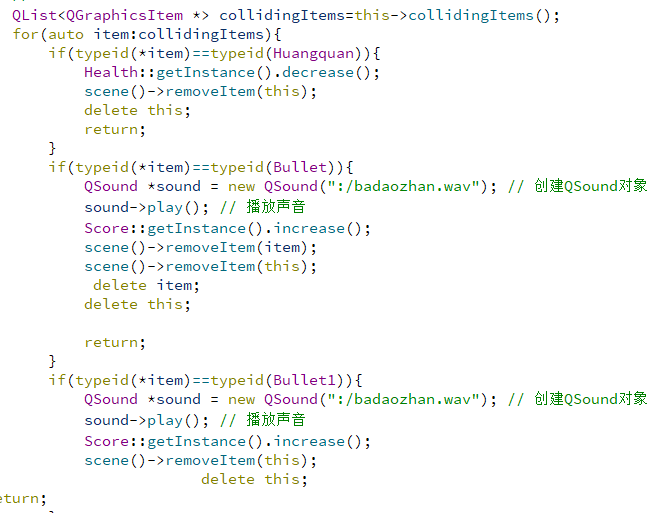 QList<QGraphicsItem *> collidingItems=this->collidingItems();
for(auto item:collidingItems){
if(typeid(*item)==typeid(Huangquan)){
Health::getInstance().decrease();
scene()->removeItem(this);
delete this;
return;
}
if(typeid(*item)==typeid(Bullet)){
QSound *sound = new QSound(":/badaozhan.wav"); // 创建QSound对象
sound->play(); // 播放声音
Score::getInstance().increase();
scene()->removeItem(item);
scene()->removeItem(this);
delete item;
delete this;
return;
}
if(typeid(*item)==typeid(Bullet1)){
QSound *sound = new QSound(":/badaozhan.wav"); // 创建QSound对象
sound->play(); // 播放声音
Score::getInstance().increase();
scene()->removeItem(this);
delete this;
eturn;